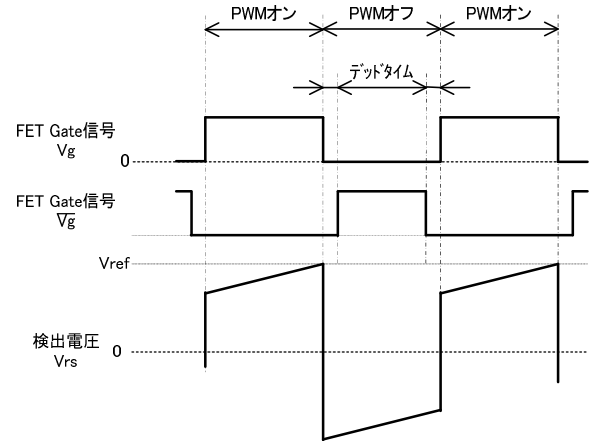 PWMオン
PWMオフ
PWMオン
デッドタイム
FET Gate信号
Vg
0
FET Gate信号
V̅g̅
Vref
検出電圧
Vrs
0